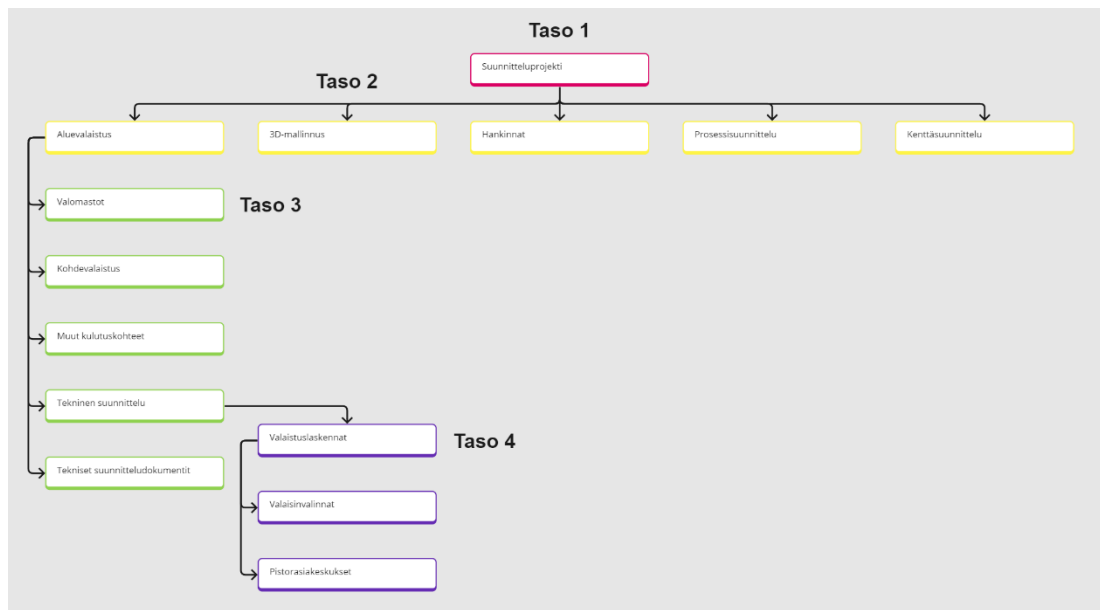 Taso 1
Suunnitteluprojekti
Taso 2
Aluevalaistus
3D-mallinnus
Hankinnat
Prosessisuunnittelu
Kenttäsuunnittelu
Valomastot
Taso 3
Kohdevalaistus
Muut kulutuskohteet
Tekninen suunnittelu
Valaistuslaskennat
Taso 4
Tekniset suunnitteludokumentit
Valaisinvalinnat
Pistorasiakeskukset